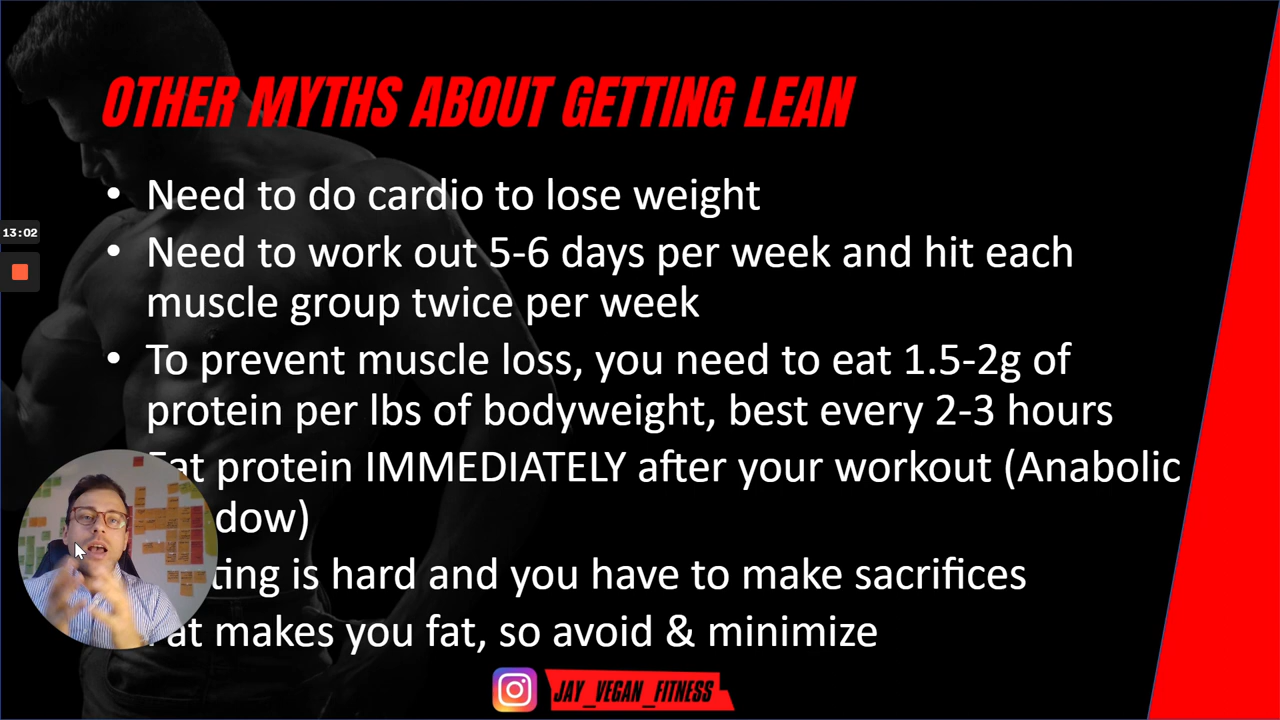 OTHER MYTHS ABOUT GETTING LEAN
• Need to do cardio to lose weight
• Need to work out 5-6 days per week and hit each
muscle group twice per week
13:02
• To prevent muscle loss, you need to eat 1.5-2g of
protein per lbs of bodyweight, best every 2-3 hours
Eat protein IMMEDIATELY after your workout (Anabolic
dow)
ting is hard and you have to make sacrifices
Fat makes you fat, so avoid & minimize
JAY_VEGAN_FITNESS